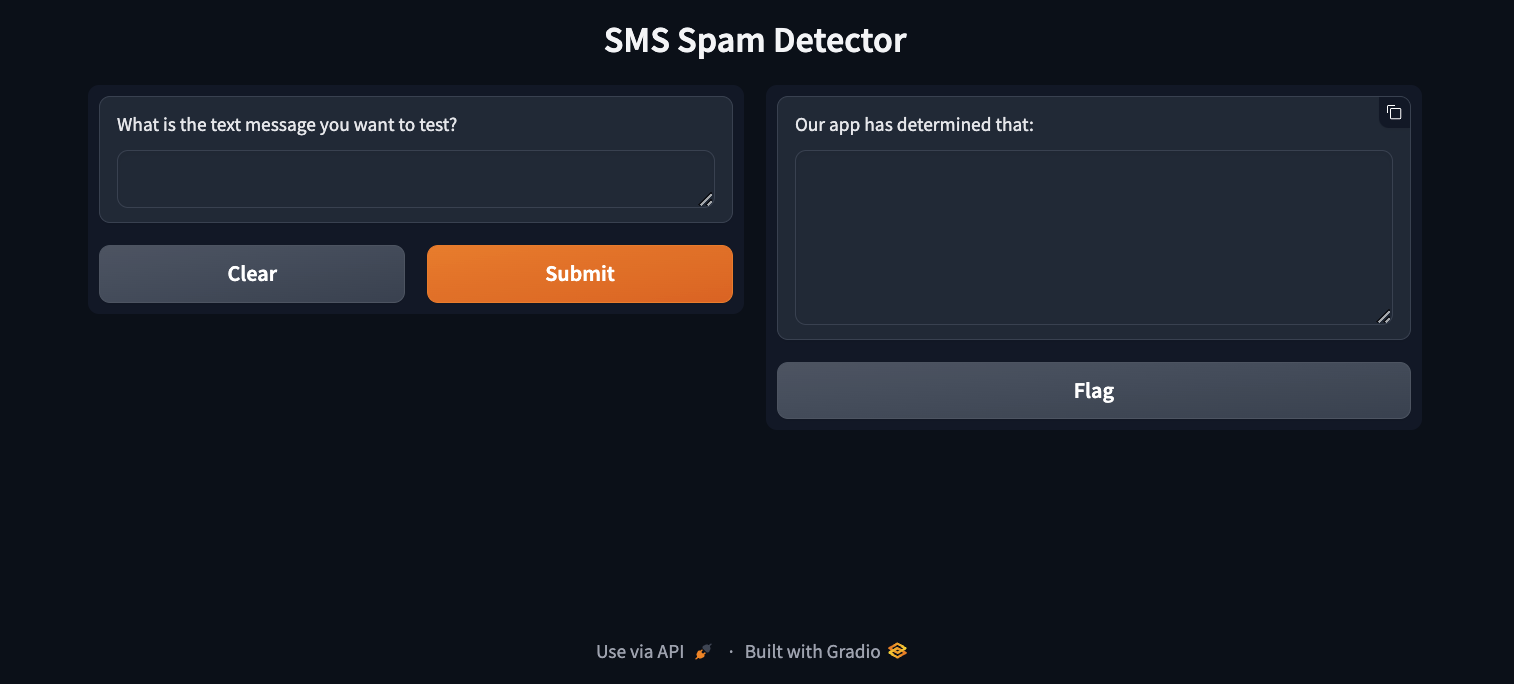 SMS Spam Detector
What is the text message you want to test?
Clear
Submit
Our app has determined that:
Flag
Use via API · Built with Gradio